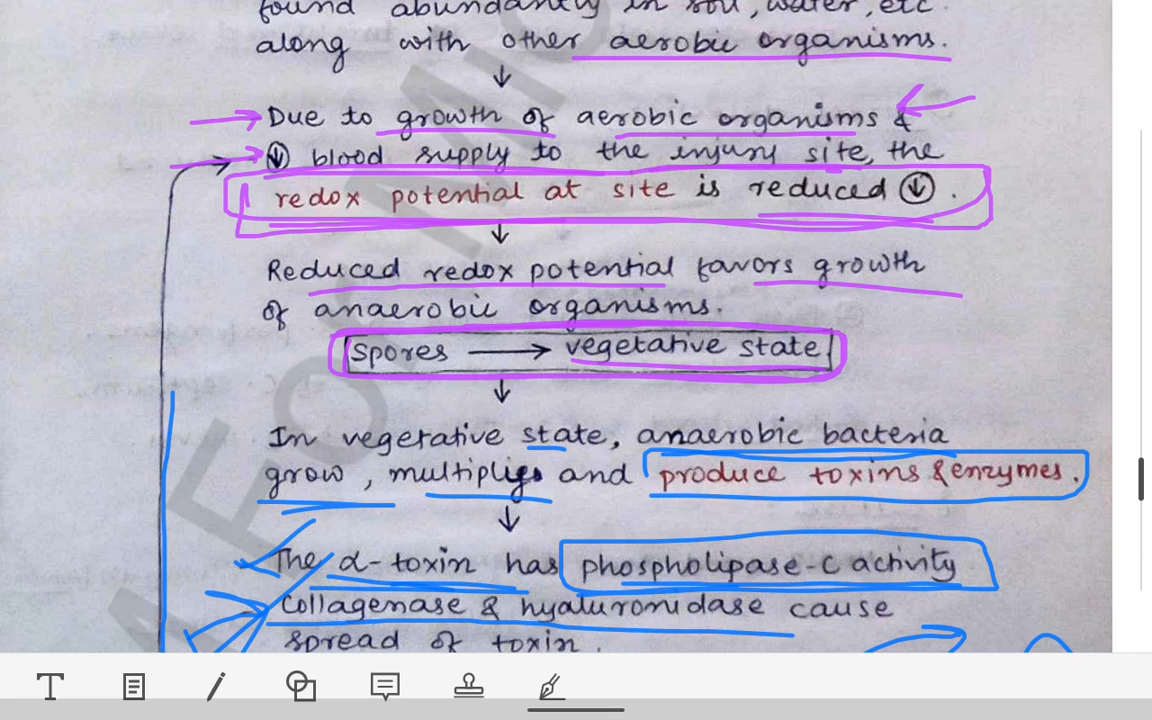 found abundantly in soil, water, etc.
along with other aerobic organisms.
↓
Due to growth of aerobic organisms &
↓ blood supply to the injury site, the
redox potential at site is reduced ↓.
↓
Reduced redox potential favors growth
of anaerobic organisms.
Spores → vegetative state
↓
In vegetative state, anaerobic bacteria
grow, multiplies and produce toxins & enzymes.
↓
The α-toxin has phospholipase-C activity
Collagenase & hyaluronidase cause
spread of toxin.
T